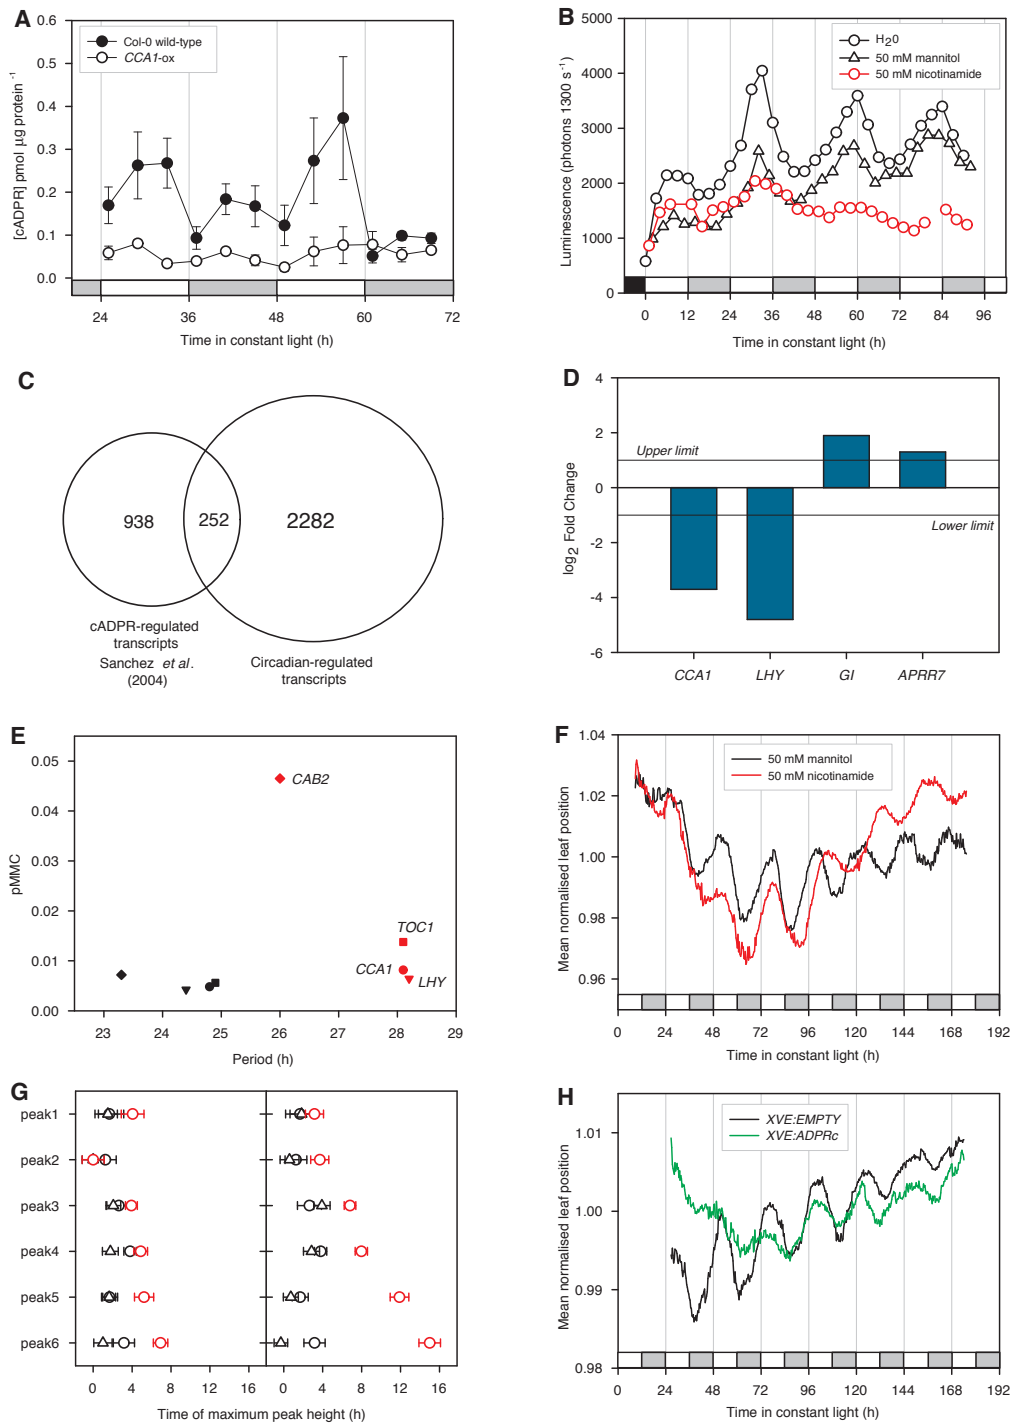 A
0.6
0.5
0.4
0.3
0.2
0.1
0.0
[cADPR] pmol µg protein -1
Col-0 wild-type
CCA1-ox
24 36 48 60 72
Time in constant light (h)
B
5000
4000
3000
2000
1000
0
Luminescence (photons 1300 s-1)
H20
50 mM mannitol
50 mM nicotinamide
0 12 24 36 48 60 72 84 96
Time in constant light (h)
C
938 252 2282
cADPR-regulated
transcripts
Sanchez et al.
(2004)
Circadian-regulated
transcripts
D
4
2
0
-2
-4
-6
log2 Fold Change
Upper limit
Lower limit
CCA1 LHY GI APRR7
E
0.05
0.04
0.03
0.02
0.01
0.00
pMMC
CAB2
TOC1
CCA1
LHY
23 24 25 26 27 28 29
Period (h)
F
1.04
1.02
1.00
0.98
0.96
Mean normalised leaf position
50 mM mannitol
50 mM nicotinamide
0 24 48 72 96 120 144 168 192
Time in constant light (h)
G
peak1
peak2
peak3
peak4
peak5
peak6
0 4 8 12 16 0 4 8 12 16
Time of maximum peak height (h)
H
1.01
1.00
0.99
0.98
Mean normalised leaf position
XVE:EMPTY
XVE:ADPRc
0 24 48 72 96 120 144 168 192
Time in constant light (h)